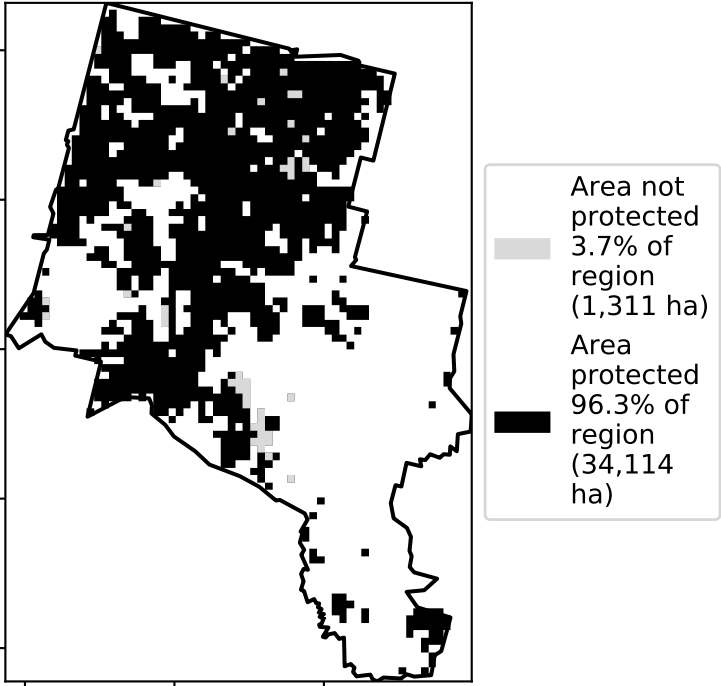 Area not
protected
3.7% of
region
(1,311 ha)
Area
protected
96.3% of
region
(34,114
ha)